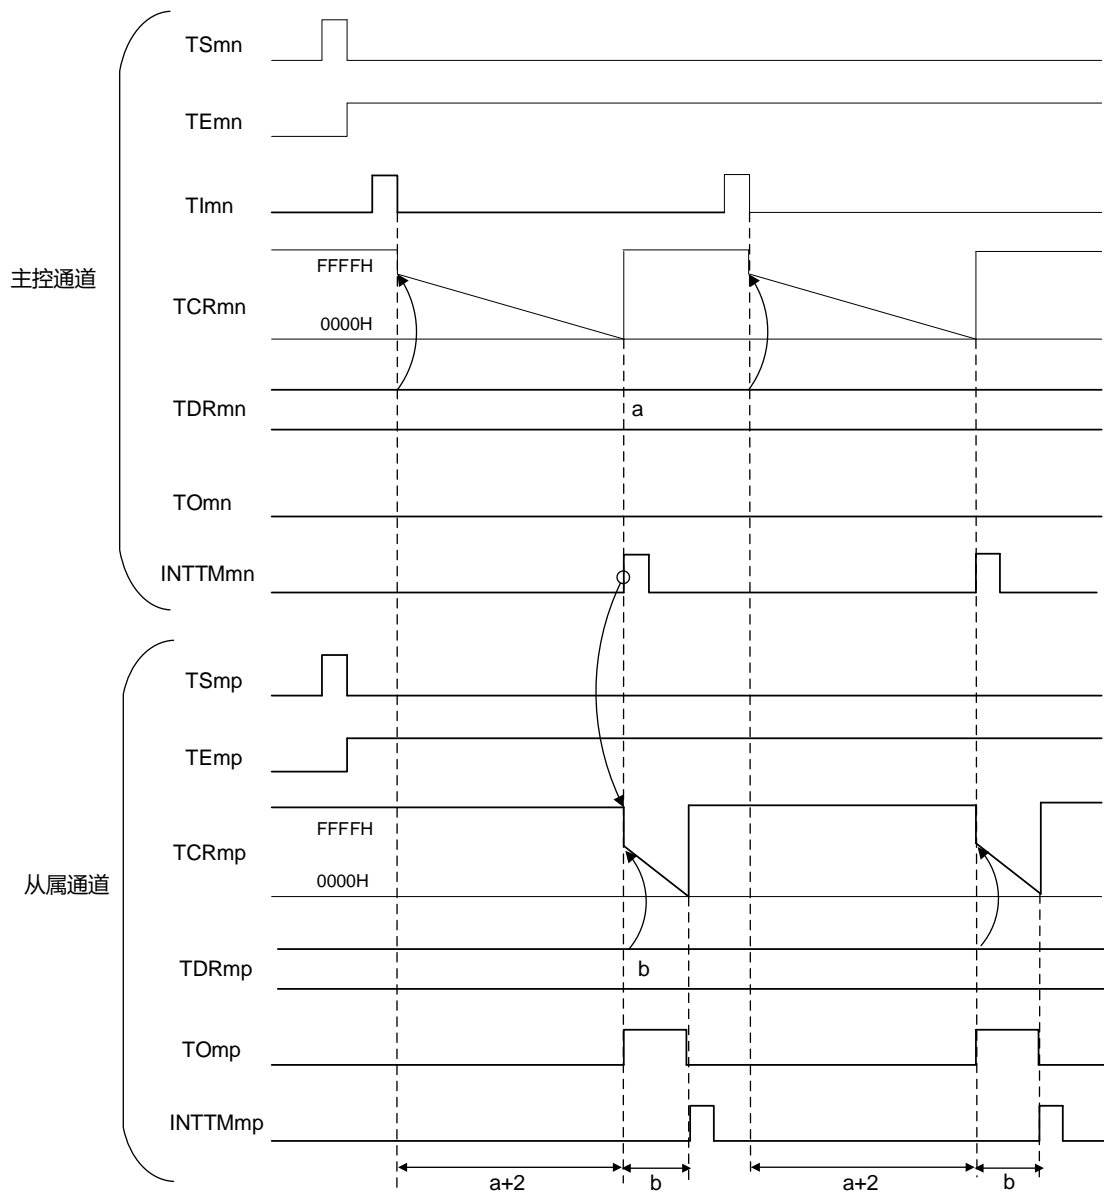 TSmn
TEmn
TImn
FFFFH
主控通道
TCRmn
0000H
TDRmn
a
TOmn
INTTMmn
TSmp
TEmp
FFFFH
TCRmp
0000H
从属通道
TDRmp
b
TOmp
INTTMmp
a+2 b a+2 b